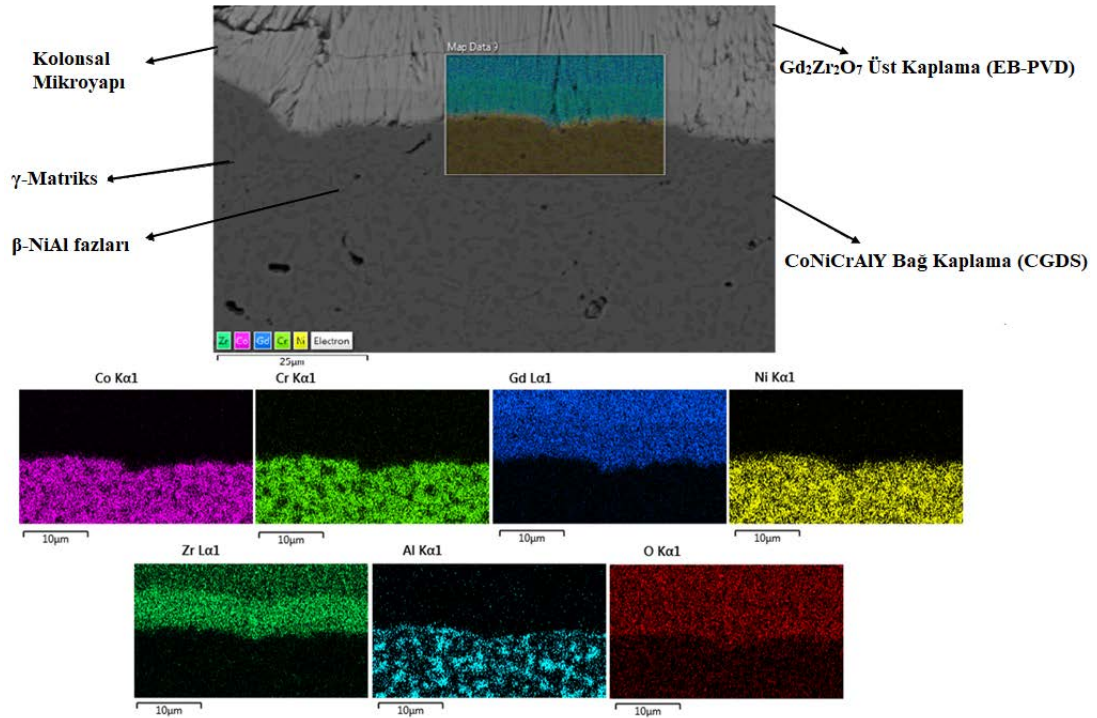 Kolonsal
Mikroyapı
γ-Matriks
β-NiAl fazları
Map Data 9
Gd₂Zr₂O₇ Üst Kaplama (EB-PVD)
CoNiCrAlY Bağ Kaplama (CGDS)
Zr Co Gd Cr Ni Electron
25µm
Co Kα1 Cr Kα1 Gd Lα1 Ni Kα1
10µm 10µm 10µm 10µm
Zr Lα1 Al Kα1 O Kα1
10µm 10µm 10µm